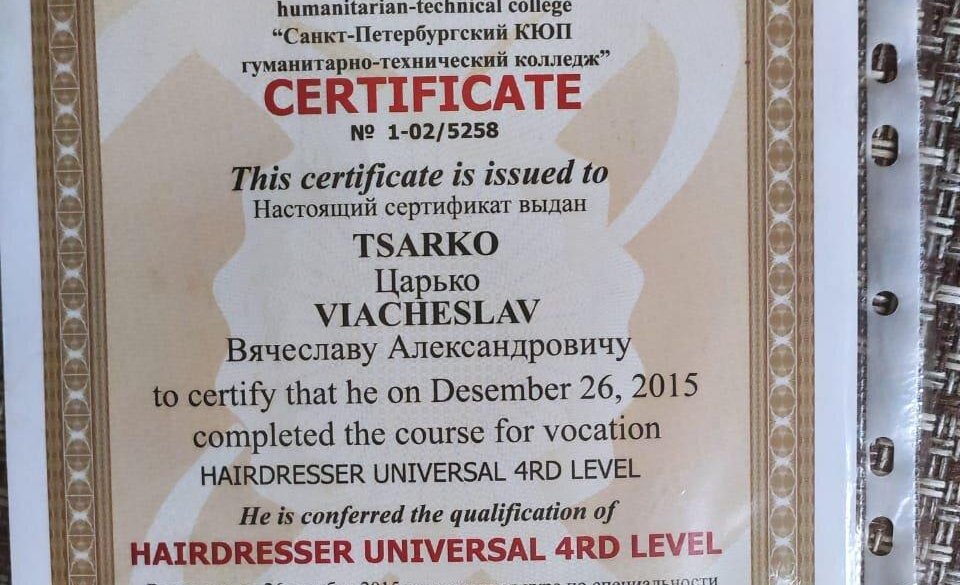 humanitarian-technical college
“Санкт-Петербургский КЮП
гуманитарно-технический колледж”
CERTIFICATE
№ 1-02/5258
This certificate is issued to
Настоящий сертификат выдан
TSARKO
Царько
VIACHESLAV
Вячеславу Александровичу
to certify that he on Desember 26, 2015
completed the course for vocation
HAIRDRESSER UNIVERSAL 4RD LEVEL
He is conferred the qualification of
HAIRDRESSER UNIVERSAL 4RD LEVEL